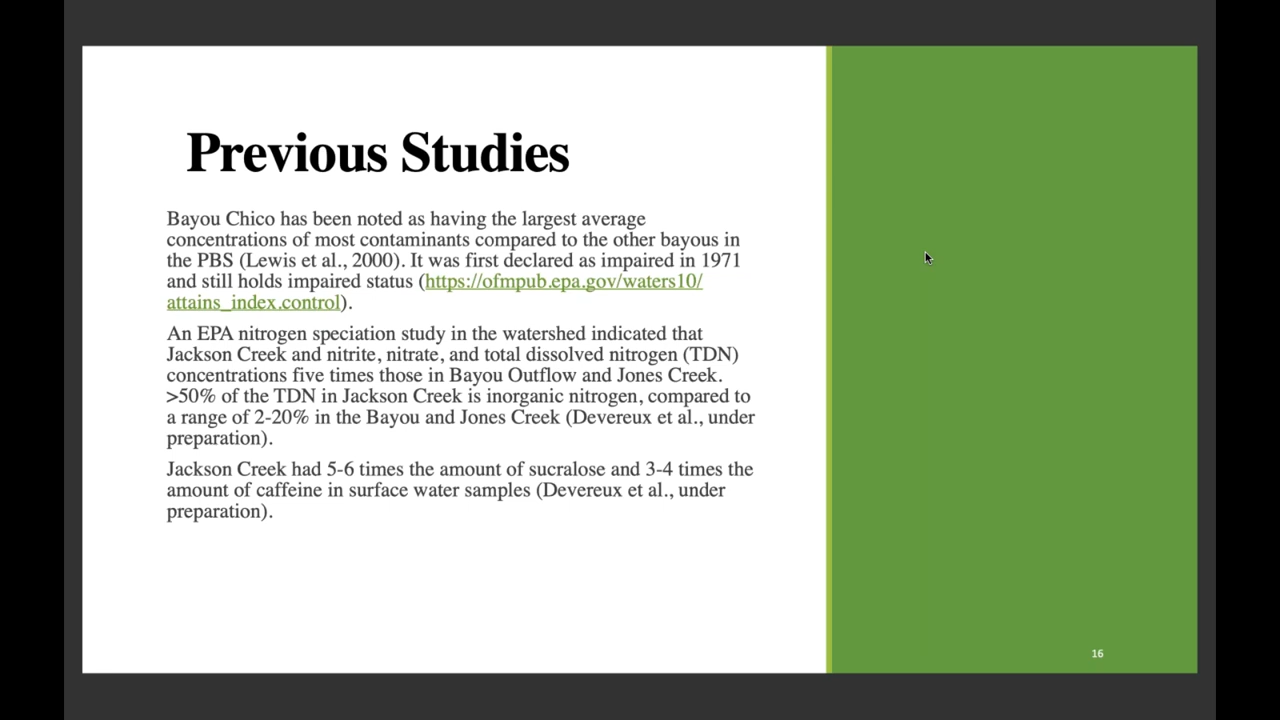 Previous Studies
Bayou Chico has been noted as having the largest average
concentrations of most contaminants compared to the other bayous in
the PBS (Lewis et al., 2000). It was first declared as impaired in 1971
and still holds impaired status (https://ofmpub.epa.gov/waters10/
attains_index.control).
An EPA nitrogen speciation study in the watershed indicated that
Jackson Creek and nitrite, nitrate, and total dissolved nitrogen (TDN)
concentrations five times those in Bayou Outflow and Jones Creek.
>50% of the TDN in Jackson Creek is inorganic nitrogen, compared to
a range of 2-20% in the Bayou and Jones Creek (Devereux et al., under
preparation).
Jackson Creek had 5-6 times the amount of sucralose and 3-4 times the
amount of caffeine in surface water samples (Devereux et al., under
preparation).
16